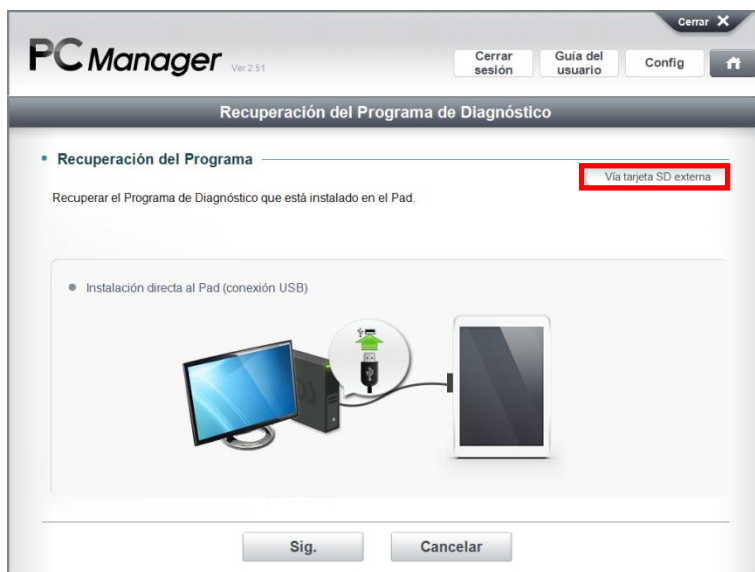 Cerrar X
PC Manager Ver 2.51
Cerrar sesión
Guía del usuario
Config
Recuperación del Programa de Diagnóstico
• Recuperación del Programa
Vía tarjeta SD externa
Recuperar el Programa de Diagnóstico que está instalado en el Pad.
• Instalación directa al Pad (conexión USB)
Sig.
Cancelar